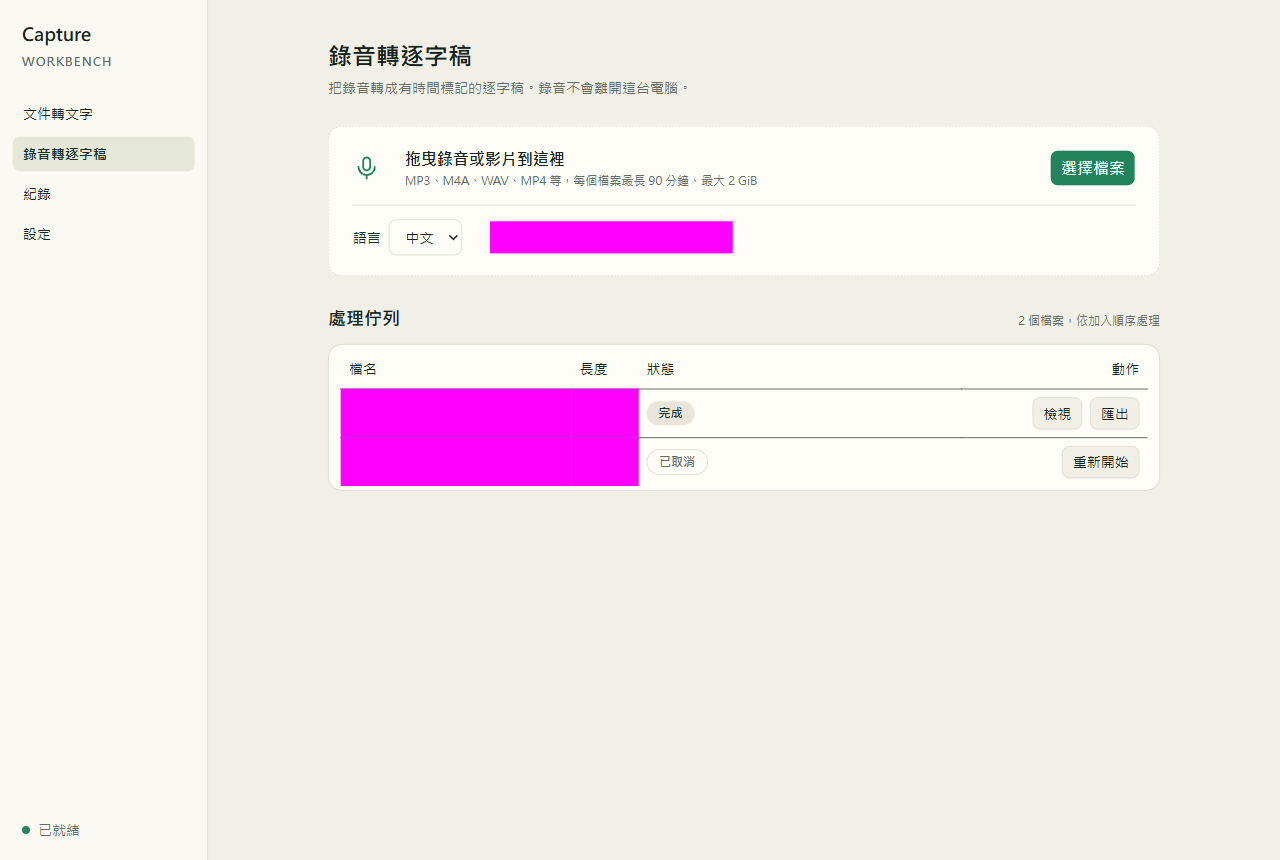 Capture
WORKBENCH
文件轉文字
錄音轉逐字稿
紀錄
設定
已就緒
錄音轉逐字稿
把錄音轉成有時間標記的逐字稿。錄音不會離開這台電腦。
拖曳錄音或影片到這裡
MP3、M4A、WAV、MP4 等，每個檔案最長 90 分鐘、最大 2 GiB
選擇檔案
語言 中文
處理佇列
2 個檔案，依加入順序處理
檔名 長度 狀態 動作
完成 檢視 匯出
已取消 重新開始